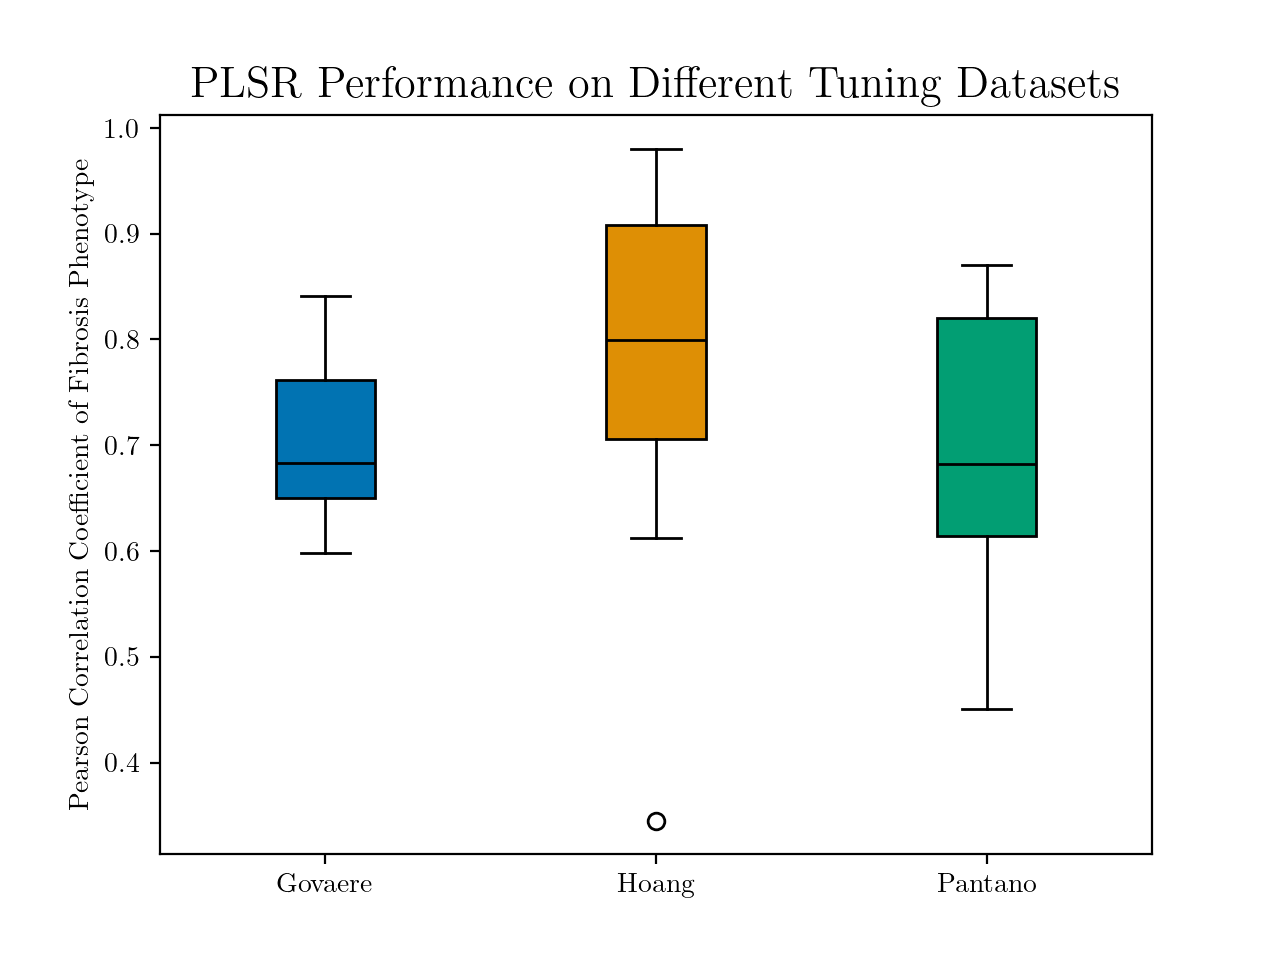 PLSR Performance on Different Tuning Datasets
Pearson Correlation Coefficient of Fibrosis Phenotype
1.0
0.9
0.8
0.7
0.6
0.5
0.4
Govaere
Hoang
Pantano